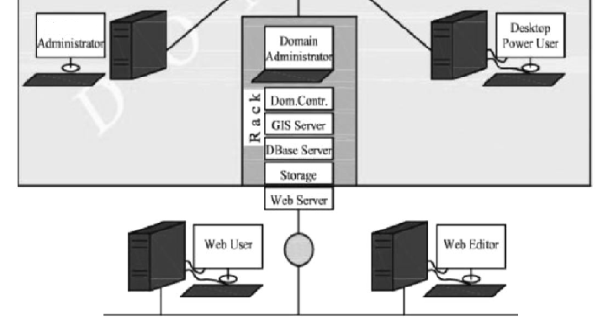 Administrator
Domain
Administrator
Desktop
Power User
Rack
Dom.Contr.
GIS Server
DBase Server
Storage
Web Server
Web User
Web Editor